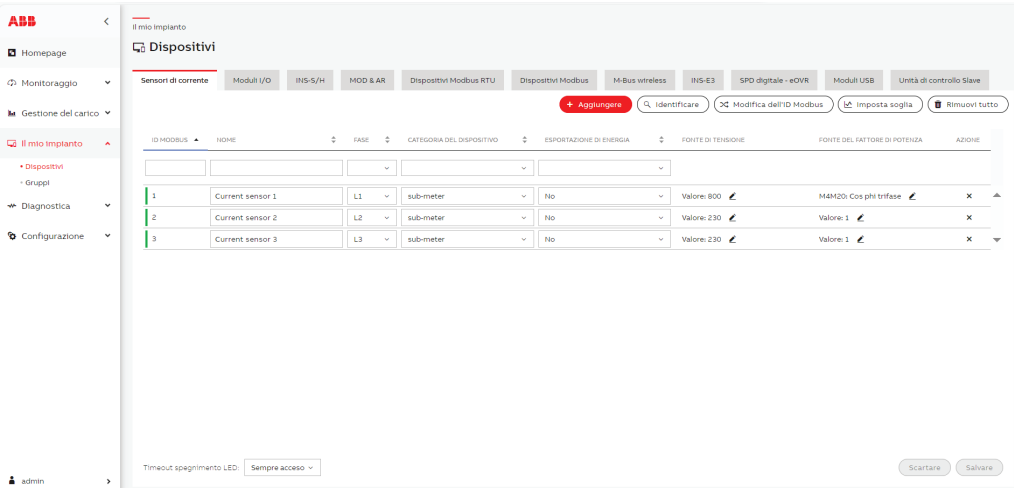 ABB
Homepage
Monitoraggio
Gestione del carico
Il mio impianto
Dispositivi
Gruppi
Diagnostica
Configurazione
admin
Il mio impianto
Dispositivi
Sensori di corrente Moduli I/O INS-S/H MOD & AR Dispositivi Modbus RTU Dispositivi Modbus M-Bus wireless INS-E3 SPD digitale - eOVR Moduli USB Unità di controllo Slave
+ Aggiungere Identificare Modifica dell'ID Modbus Imposta soglia Rimuovi tutto
ID MODBUS NOME FASE CATEGORIA DEL DISPOSITIVO ESPORTAZIONE DI ENERGIA FONTE DI TENSIONE FONTE DEL FATTORE DI POTENZA AZIONE
1 Current sensor 1 L1 sub-meter No Valore: 800 M4M20: Cos phi trifase
2 Current sensor 2 L2 sub-meter No Valore: 230 Valore: 1
3 Current sensor 3 L3 sub-meter No Valore: 230 Valore: 1
Timeout spegnimento LED: Sempre acceso Scartare Salvare